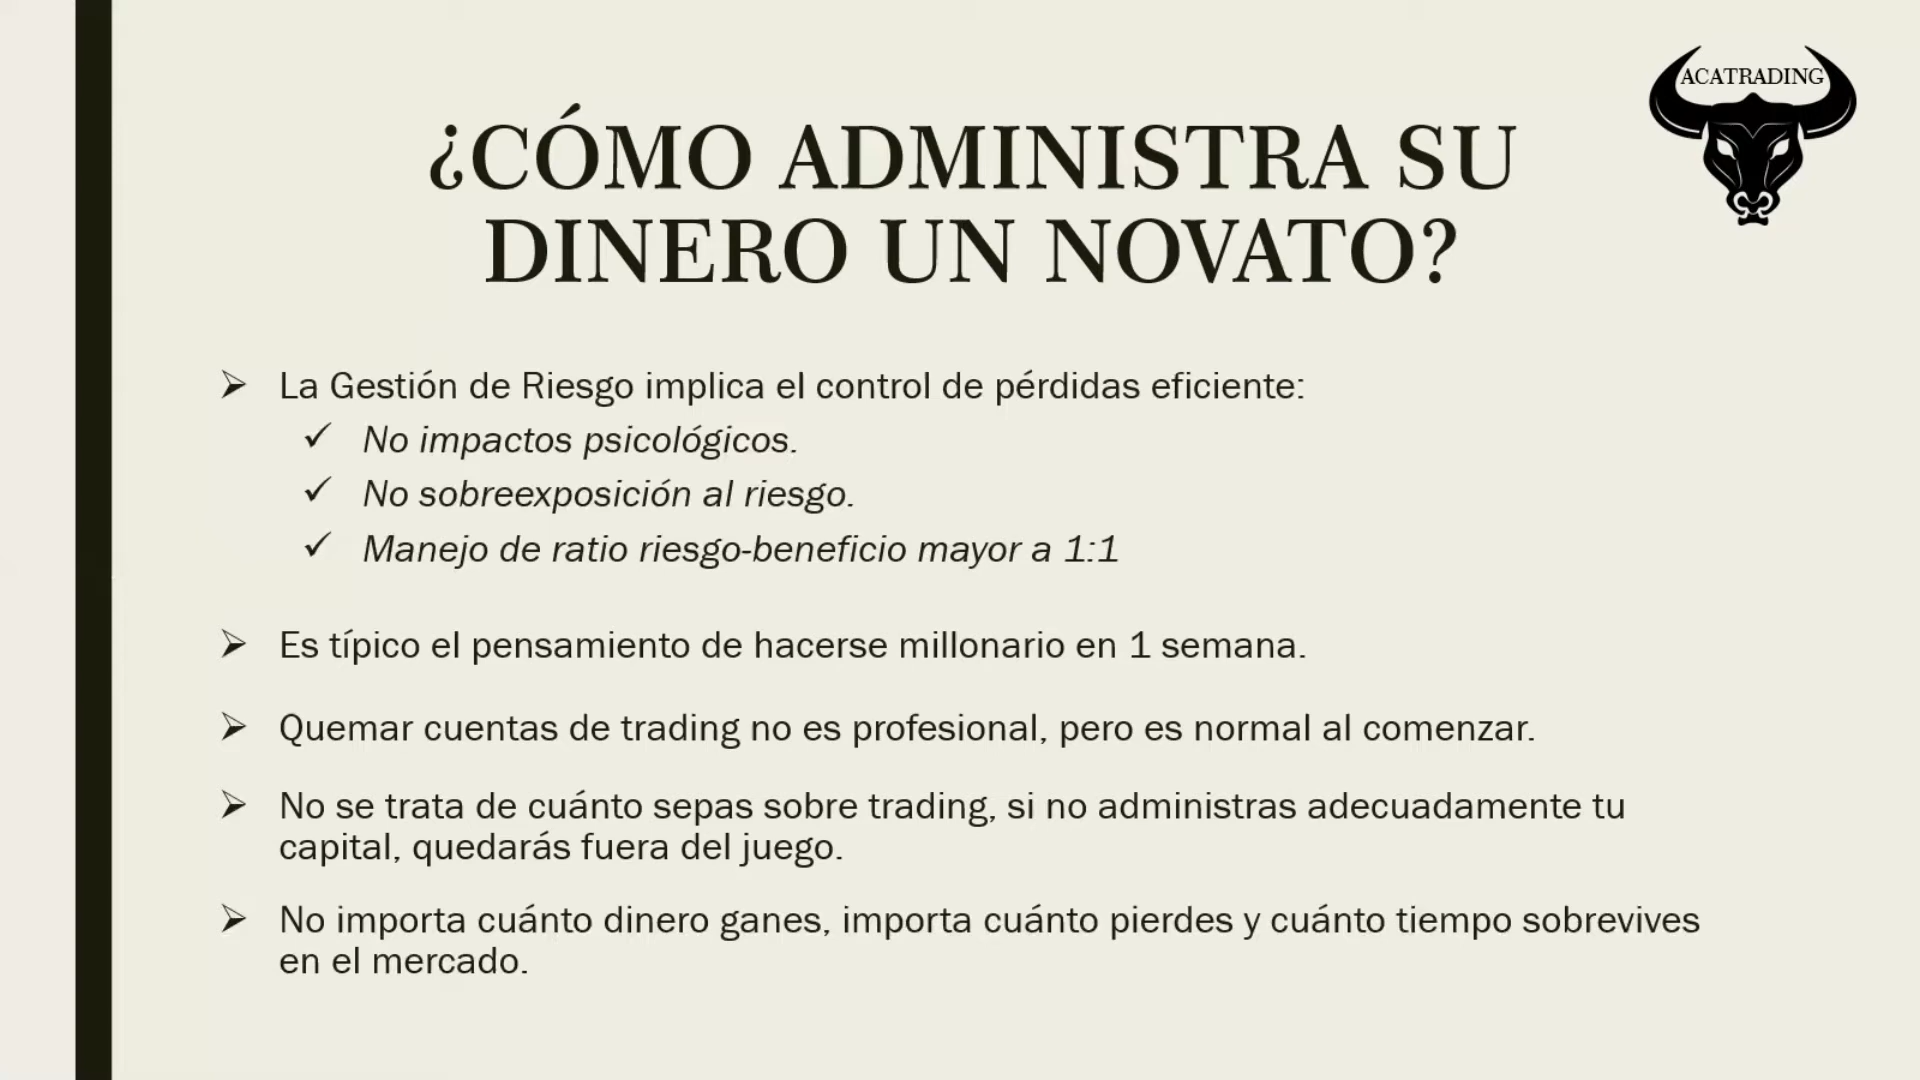 ACATRADING
¿CÓMO ADMINISTRA SU
DINERO UN NOVATO?
La Gestión de Riesgo implica el control de pérdidas eficiente:
No impactos psicológicos.
No sobreexposición al riesgo.
Manejo de ratio riesgo-beneficio mayor a 1:1
Es típico el pensamiento de hacerse millonario en 1 semana.
Quemar cuentas de trading no es profesional, pero es normal al comenzar.
No se trata de cuánto sepas sobre trading, si no administras adecuadamente tu
capital, quedarás fuera del juego.
No importa cuánto dinero ganes, importa cuánto pierdes y cuánto tiempo sobrevives
en el mercado.